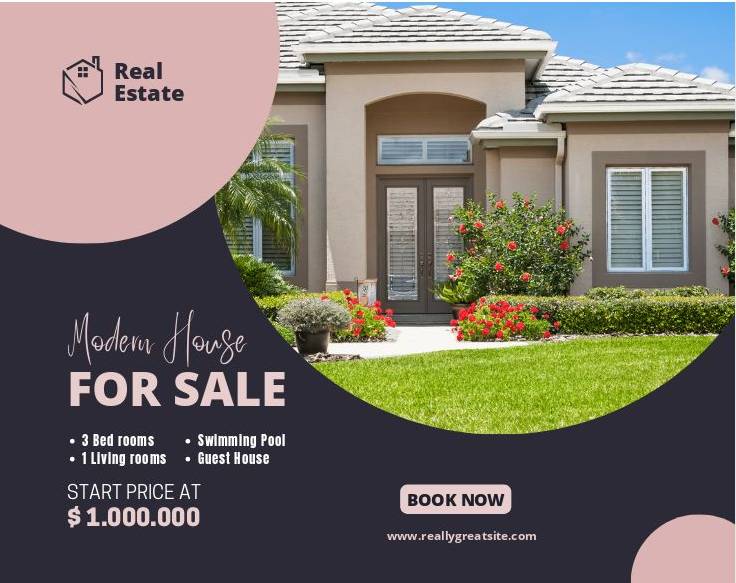 Real
Estate
Modern House
FOR SALE
• 3 Bed rooms
• 1 Living rooms
• Swimming Pool
• Guest House
START PRICE AT
$ 1.000.000
BOOK NOW
www.reallygreatsite.com